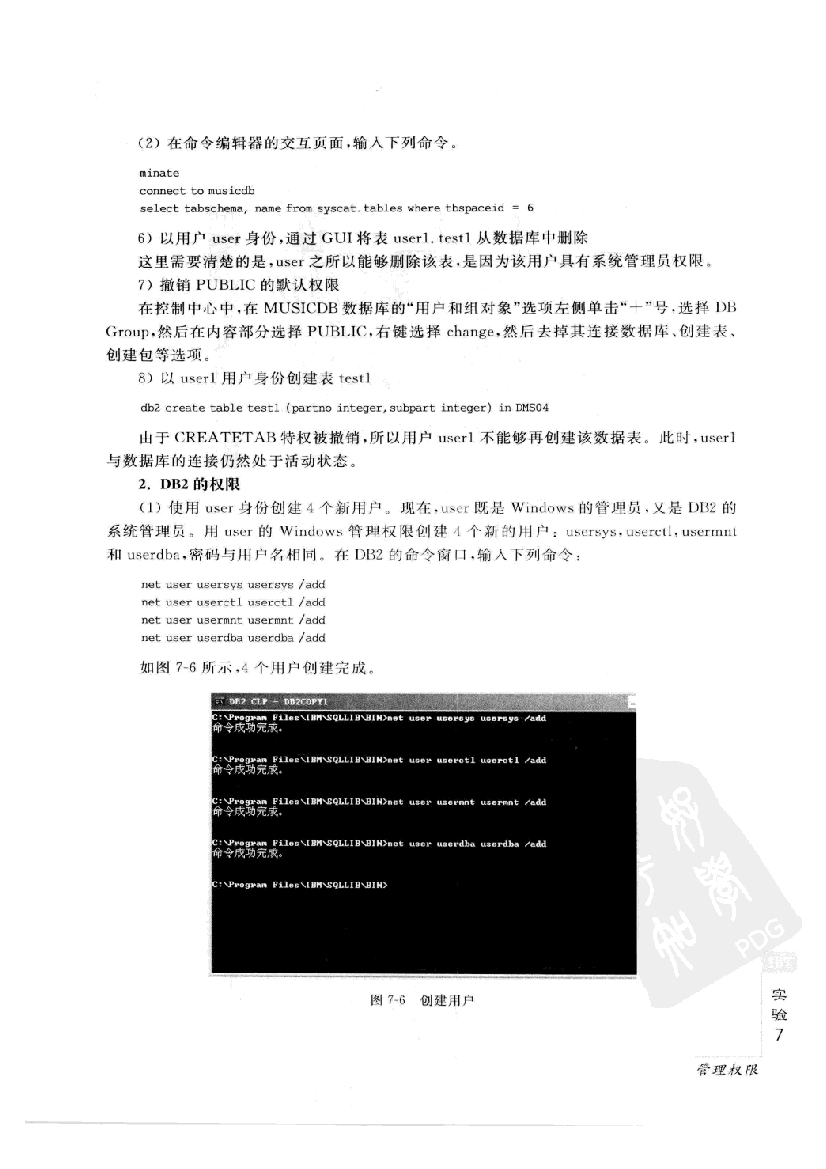 （2）在命令编辑器的交互页面，输入下列命令。
minate
connect to musicdb
select tabschema, name from syscat.tables where tbspaceid = 6
6）以用户 user 身份，通过 GUI 将表 user1.test1 从数据库中删除
这里需要清楚的是，user 之所以能够删除该表，是因为该用户具有系统管理员权限。
7）撤销 PUBLIC 的默认权限
在控制中心中，在 MUSICDB 数据库的“用户和组对象”选项左侧单击“＋”号，选择 DB
Group，然后在内容部分选择 PUBLIC，右键选择 change，然后去掉其连接数据库、创建表、
创建包等选项。
8）以 user1 用户身份创建表 test1
db2 create table test1 (partno integer,subpart integer) in DMS04
由于 CREATETAB 特权被撤销，所以用户 user1 不能够再创建该数据表。此时，user1
与数据库的连接仍然处于活动状态。
2. DB2 的权限
（1）使用 user 身份创建 4 个新用户。现在，user 既是 Windows 的管理员，又是 DB2 的
系统管理员。用 user 的 Windows 管理权限创建 4 个新的用户：usersys，userctl，usermnt
和 userdba，密码与用户名相同。在 DB2 的命令窗口，输入下列命令：
net user usersys usersys /add
net user userctl userctl /add
net user usermnt usermnt /add
net user userdba userdba /add
如图 7-6 所示，4 个用户创建完成。
DB2 CLP - DB2COPY1
C:\Program Files\IBM\SQLLIB\BIN>net user usersys usersys /add
命令成功完成。
C:\Program Files\IBM\SQLLIB\BIN>net user userctl userctl /add
命令成功完成。
C:\Program Files\IBM\SQLLIB\BIN>net user usermnt usermnt /add
命令成功完成。
C:\Program Files\IBM\SQLLIB\BIN>net user userdba userdba /add
命令成功完成。
C:\Program Files\IBM\SQLLIB\BIN>
图 7-6 创建用户
PDG
实
验
7
管理权限